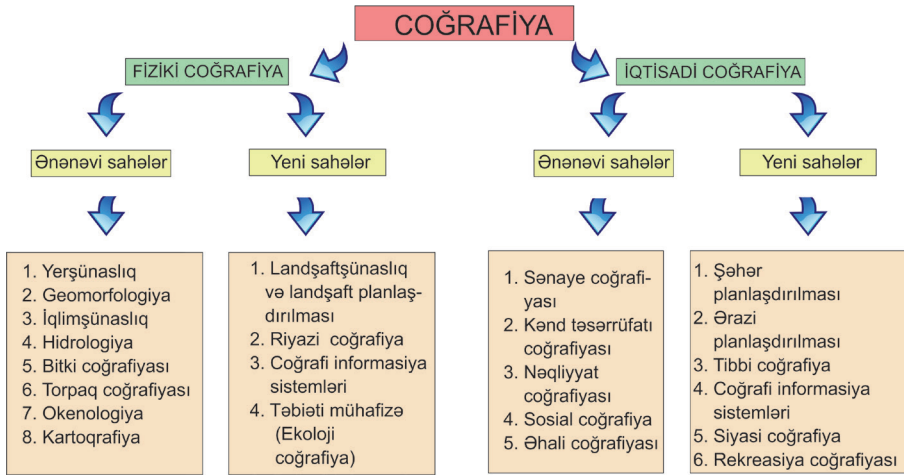 COĞRAFİYA
FİZİKİ COĞRAFİYA
İQTİSADİ COĞRAFİYA
Ənənəvi sahələr
Yeni sahələr
Ənənəvi sahələr
Yeni sahələr
1. Yerşünaslıq
2. Geomorfologiya
3. İqlimşünaslıq
4. Hidrologiya
5. Bitki coğrafiyası
6. Torpaq coğrafiyası
7. Okenologiya
8. Kartoqrafiya
1. Landşaftşünaslıq
və landşaft planlaş-
dırılması
2. Riyazi coğrafiya
3. Coğrafi informasiya
sistemləri
4. Təbiəti mühafizə
(Ekoloji
coğrafiya)
1. Sənaye coğrafi-
yası
2. Kənd təsərrüfatı
coğrafiyası
3. Nəqliyyat
coğrafiyası
4. Sosial coğrafiya
5. Əhali coğrafiyası
1. Şəhər
planlaşdırılması
2. Ərazi
planlaşdırılması
3. Tibbi coğrafiya
4. Coğrafi informasiya
sistemləri
5. Siyasi coğrafiya
6. Rekreasiya coğrafiyası